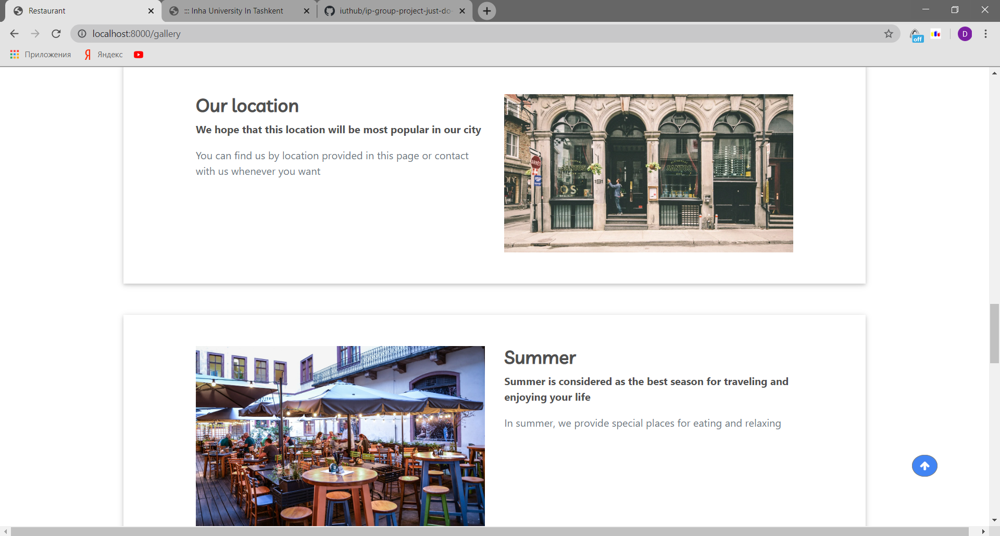 Restaurant
::: Inha University In Tashkent
iuthub/ip-group-project-just-do-
localhost:8000/gallery
off
D
Приложения
Яндекс
Our location
We hope that this location will be most popular in our city
You can find us by location provided in this page or contact
with us whenever you want
ARRÊT
SANTOS
SANTOS
191
OS
Summer
Summer is considered as the best season for traveling and
enjoying your life
In summer, we provide special places for eating and relaxing